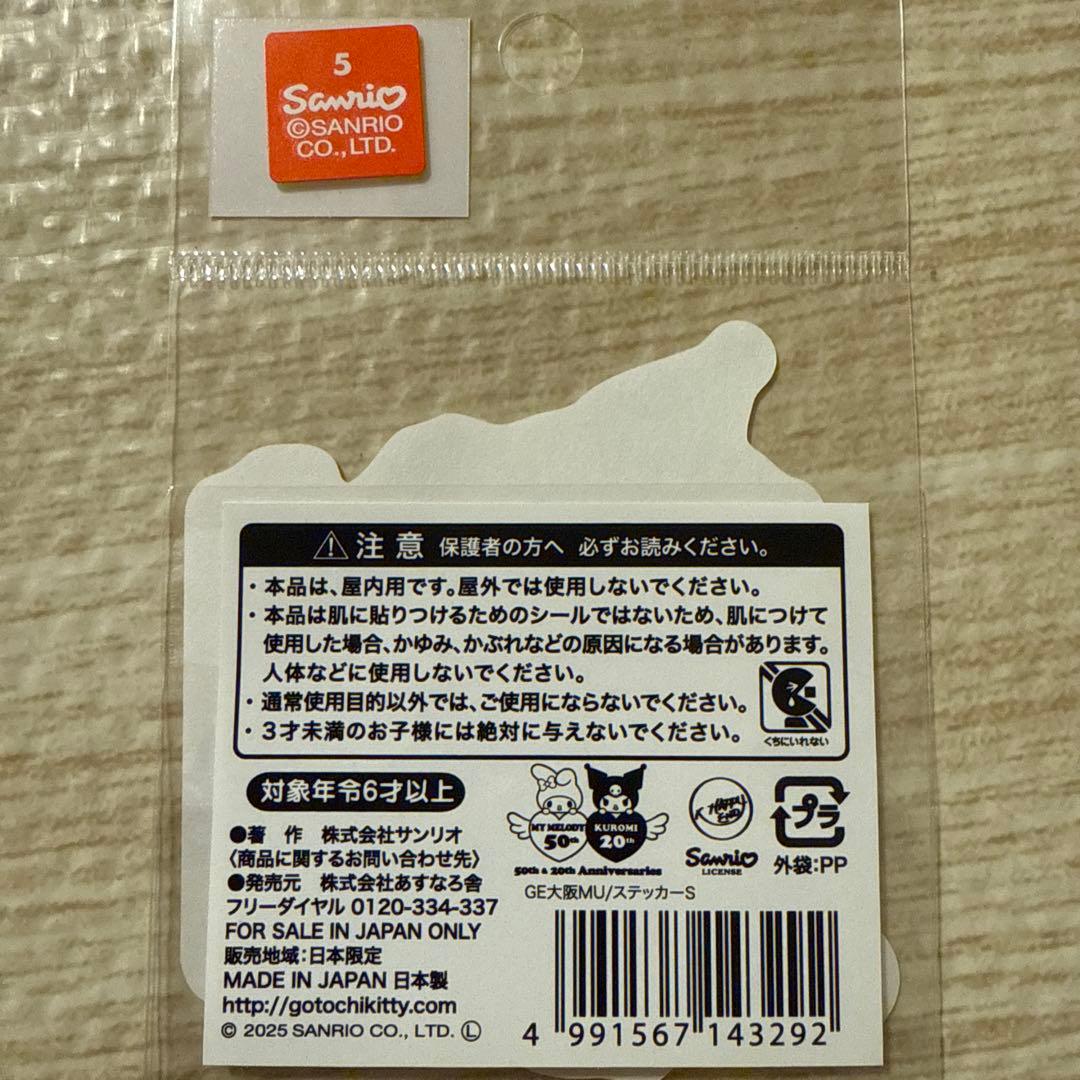 5
Sanrio
©SANRIO
CO.,LTD.
⚠注意 保護者の方へ 必ずお読みください。
・本品は、屋内用です。屋外では使用しないでください。
・本品は肌に貼りつけるためのシールではないため、肌につけて
使用した場合、かゆみ、かぶれなどの原因になる場合があります。
人体などに使用しないでください。
・通常使用目的以外では、ご使用にならないでください。
・3才未満のお子様には絶対に与えないでください。
くちにいれない
対象年令6才以上
●著 作 株式会社サンリオ
〈商品に関するお問い合わせ先〉
●発売元 株式会社あすなろ舎
フリーダイヤル 0120-334-337
FOR SALE IN JAPAN ONLY
販売地域:日本限定
MADE IN JAPAN 日本製
http://gotochikitty.com
© 2025 SANRIO CO., LTD. Ⓛ
MY MELODY
50th
KUROMI
20th
50th & 20th Anniversaries
HAPPY
END
Sanrio
LICENSE
プラ
外袋:PP
GE大阪MU/ステッカーS
4 991567 143292